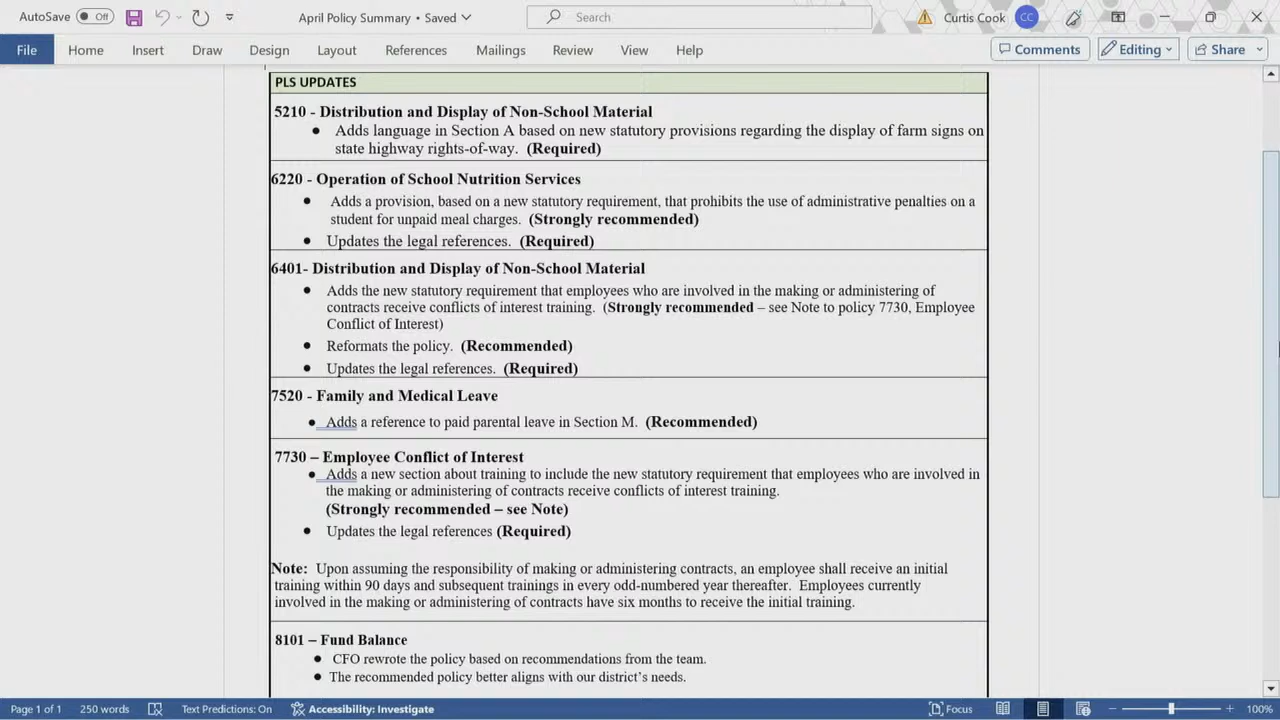 AutoSave Off April Policy Summary • Saved Search Curtis Cook CC
File Home Insert Draw Design Layout References Mailings Review View Help Comments Editing Share
PLS UPDATES
5210 - Distribution and Display of Non-School Material
● Adds language in Section A based on new statutory provisions regarding the display of farm signs on
state highway rights-of-way. (Required)
6220 - Operation of School Nutrition Services
● Adds a provision, based on a new statutory requirement, that prohibits the use of administrative penalties on a
student for unpaid meal charges. (Strongly recommended)
● Updates the legal references. (Required)
6401- Distribution and Display of Non-School Material
● Adds the new statutory requirement that employees who are involved in the making or administering of
contracts receive conflicts of interest training. (Strongly recommended – see Note to policy 7730, Employee
Conflict of Interest)
● Reformats the policy. (Recommended)
● Updates the legal references. (Required)
7520 - Family and Medical Leave
● Adds a reference to paid parental leave in Section M. (Recommended)
7730 – Employee Conflict of Interest
● Adds a new section about training to include the new statutory requirement that employees who are involved in
the making or administering of contracts receive conflicts of interest training.
(Strongly recommended – see Note)
● Updates the legal references (Required)
Note: Upon assuming the responsibility of making or administering contracts, an employee shall receive an initial
training within 90 days and subsequent trainings in every odd-numbered year thereafter. Employees currently
involved in the making or administering of contracts have six months to receive the initial training.
8101 – Fund Balance
● CFO rewrote the policy based on recommendations from the team.
● The recommended policy better aligns with our district's needs.
Page 1 of 1 250 words Text Predictions: On Accessibility: Investigate Focus 100%